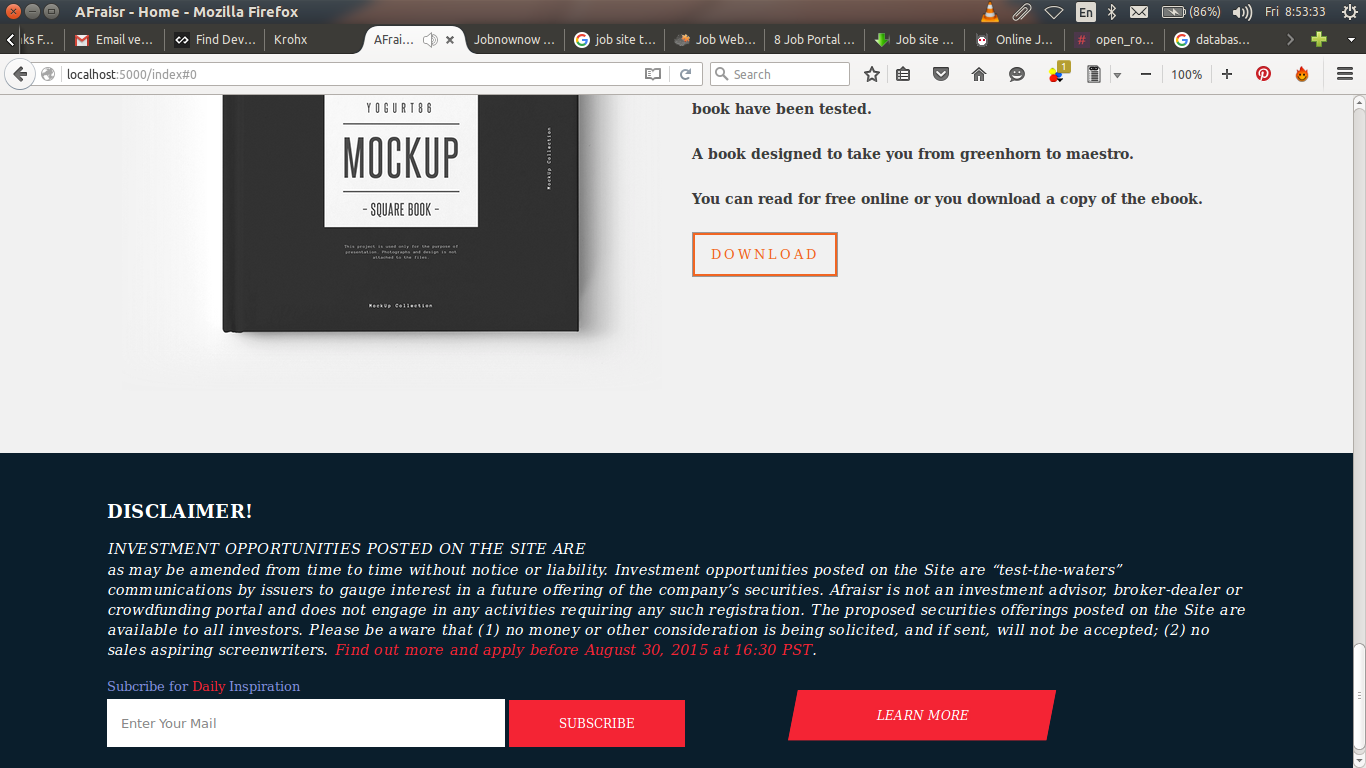 AFraisr - Home - Mozilla Firefox
En
(86%)
Fri 8:53:33
ks F...
Email ve...
Find Dev...
Krohx
AFrai...
Jobnownow ...
job site t...
Job Web...
8 Job Portal ...
Job site ...
Online J...
open_ro...
databas...
localhost:5000/index#0
Search
1
100%
YOGURT86
MOCKUP
- SQUARE BOOK -
MockUp Collection
This project is used only for the purpose of
presentation. Photographs and design is not
attached to the files.
MockUp Collection
book have been tested.
A book designed to take you from greenhorn to maestro.
You can read for free online or you download a copy of the ebook.
DOWNLOAD
DISCLAIMER!
INVESTMENT OPPORTUNITIES POSTED ON THE SITE ARE
as may be amended from time to time without notice or liability. Investment opportunities posted on the Site are “test-the-waters”
communications by issuers to gauge interest in a future offering of the company’s securities. Afraisr is not an investment advisor, broker-dealer or
crowdfunding portal and does not engage in any activities requiring any such registration. The proposed securities offerings posted on the Site are
available to all investors. Please be aware that (1) no money or other consideration is being solicited, and if sent, will not be accepted; (2) no
sales aspiring screenwriters. Find out more and apply before August 30, 2015 at 16:30 PST.
Subcribe for Daily Inspiration
Enter Your Mail
SUBSCRIBE
LEARN MORE